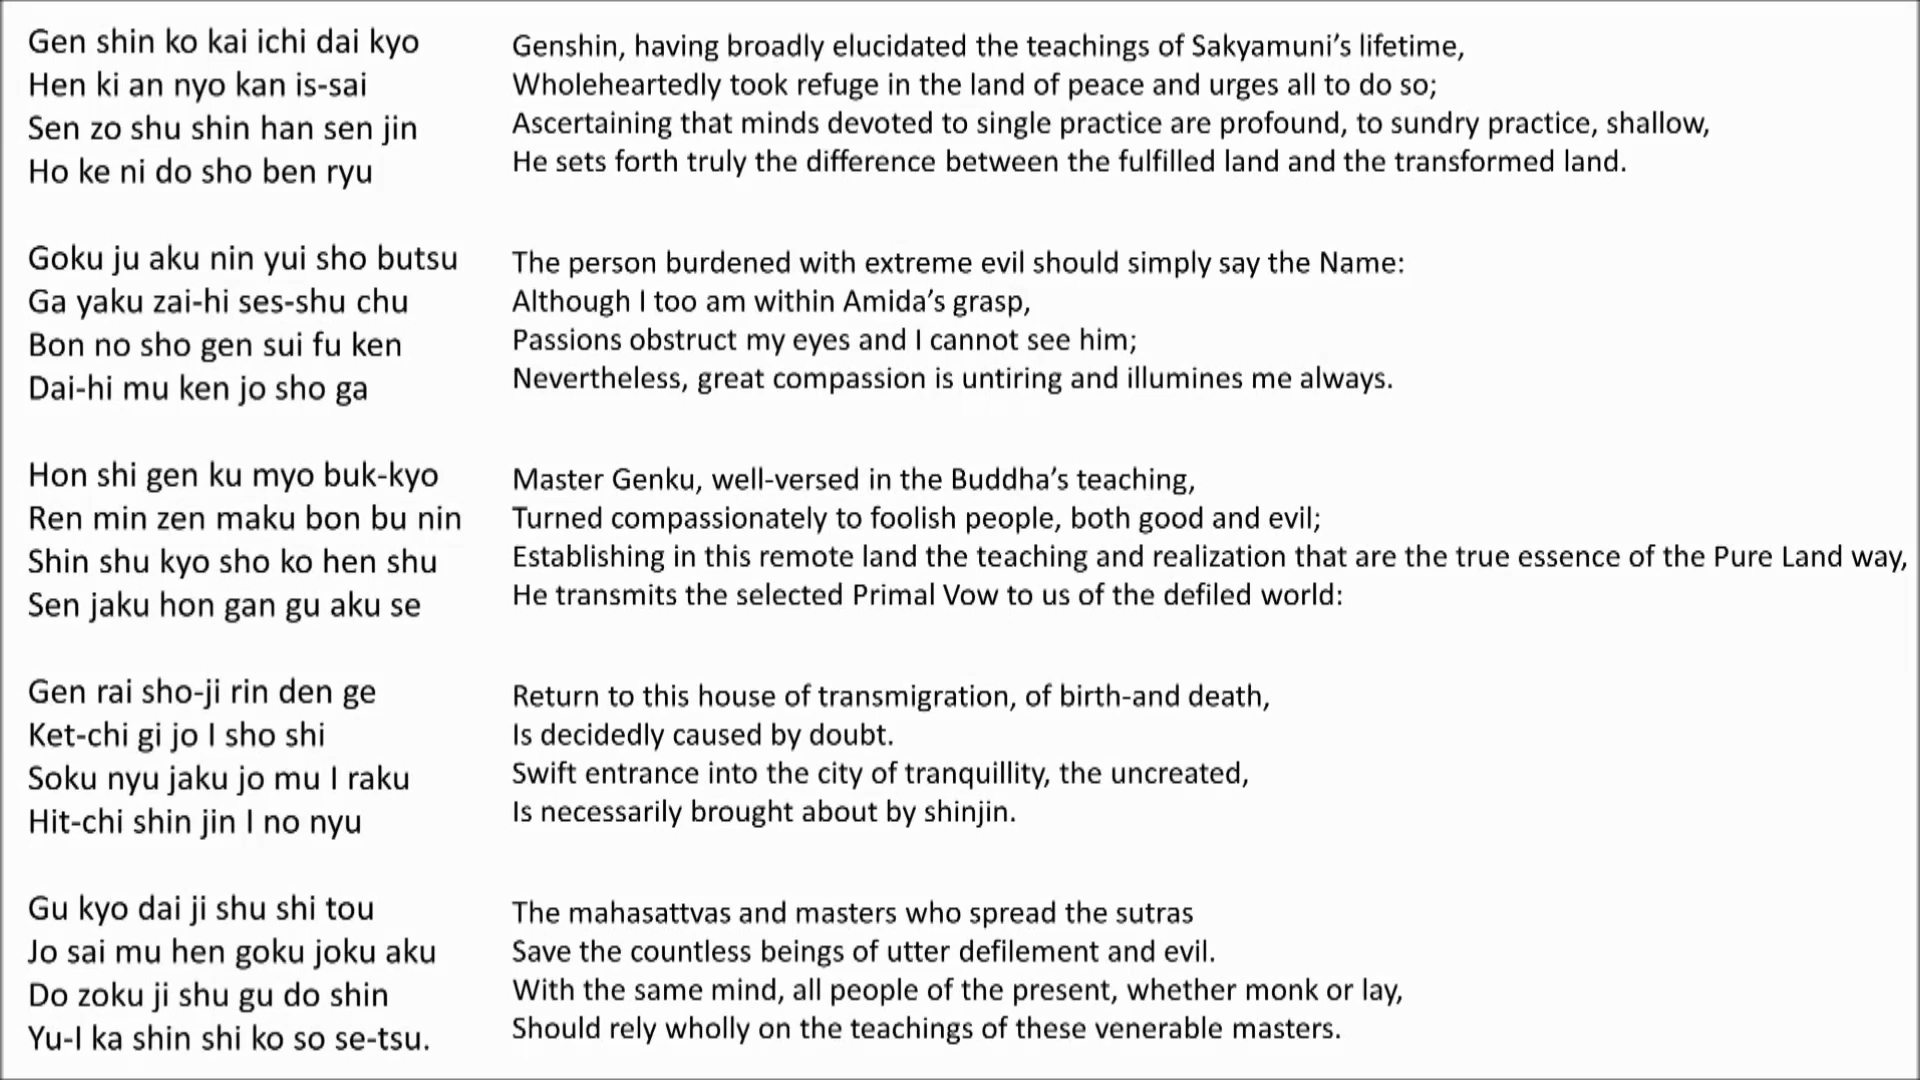 Gen shin ko kai ichi dai kyo
Hen ki an nyo kan is-sai
Sen zo shu shin han sen jin
Ho ke ni do sho ben ryu
Genshin, having broadly elucidated the teachings of Sakyamuni's lifetime,
Wholeheartedly took refuge in the land of peace and urges all to do so;
Ascertaining that minds devoted to single practice are profound, to sundry practice, shallow,
He sets forth truly the difference between the fulfilled land and the transformed land.
Goku ju aku nin yui sho butsu
Ga yaku zai-hi ses-shu chu
Bon no sho gen sui fu ken
Dai-hi mu ken jo sho ga
The person burdened with extreme evil should simply say the Name:
Although I too am within Amida's grasp,
Passions obstruct my eyes and I cannot see him;
Nevertheless, great compassion is untiring and illumines me always.
Hon shi gen ku myo buk-kyo
Ren min zen maku bon bu nin
Shin shu kyo sho ko hen shu
Sen jaku hon gan gu aku se
Master Genku, well-versed in the Buddha's teaching,
Turned compassionately to foolish people, both good and evil;
Establishing in this remote land the teaching and realization that are the true essence of the Pure Land way,
He transmits the selected Primal Vow to us of the defiled world:
Gen rai sho-ji rin den ge
Ket-chi gi jo I sho shi
Soku nyu jaku jo mu I raku
Hit-chi shin jin I no nyu
Return to this house of transmigration, of birth-and death,
Is decidedly caused by doubt.
Swift entrance into the city of tranquillity, the uncreated,
Is necessarily brought about by shinjin.
Gu kyo dai ji shu shi tou
Jo sai mu hen goku joku aku
Do zoku ji shu gu do shin
Yu-I ka shin shi ko so se-tsu.
The mahasattvas and masters who spread the sutras
Save the countless beings of utter defilement and evil.
With the same mind, all people of the present, whether monk or lay,
Should rely wholly on the teachings of these venerable masters.